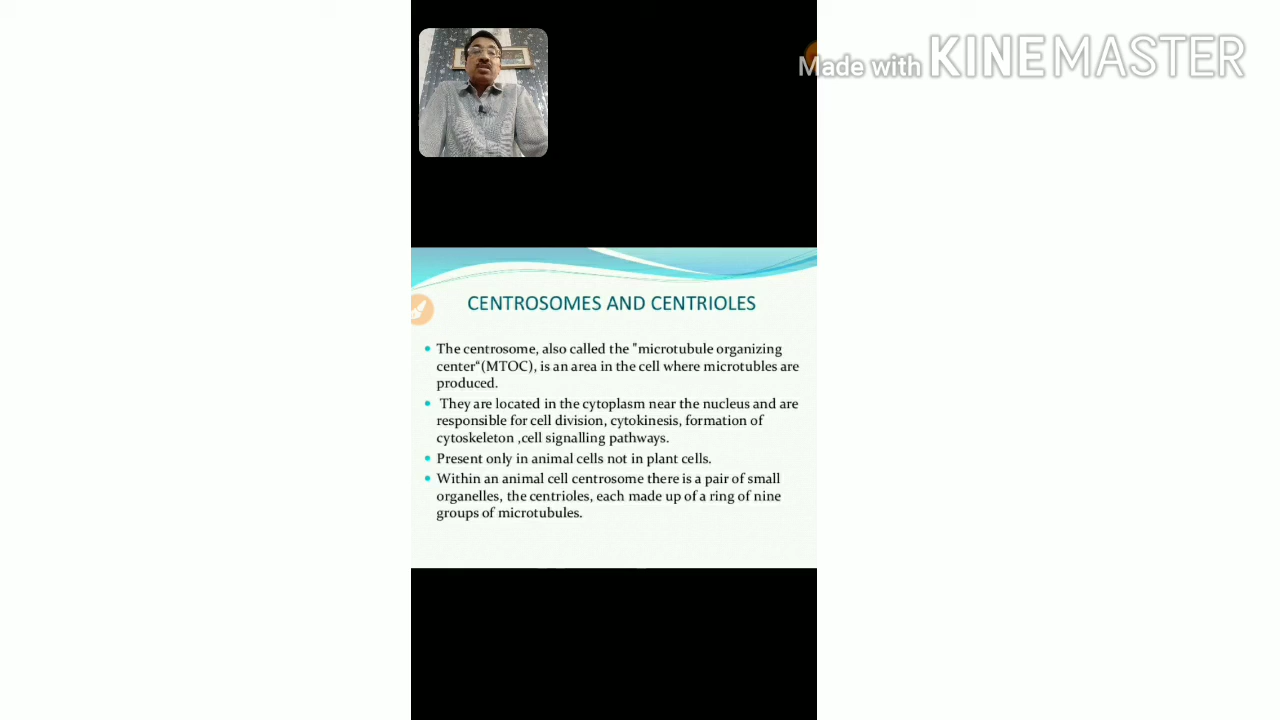 Made with KINEMASTER
CENTROSOMES AND CENTRIOLES
The centrosome, also called the "microtubule organizing
center“(MTOC), is an area in the cell where microtubles are
produced.
They are located in the cytoplasm near the nucleus and are
responsible for cell division, cytokinesis, formation of
cytoskeleton ,cell signalling pathways.
Present only in animal cells not in plant cells.
Within an animal cell centrosome there is a pair of small
organelles, the centrioles, each made up of a ring of nine
groups of microtubules.